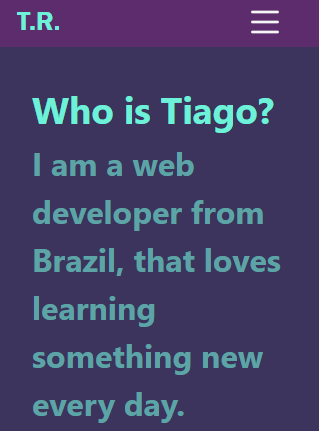 T.R.
Who is Tiago?
I am a web
developer from
Brazil, that loves
learning
something new
every day.